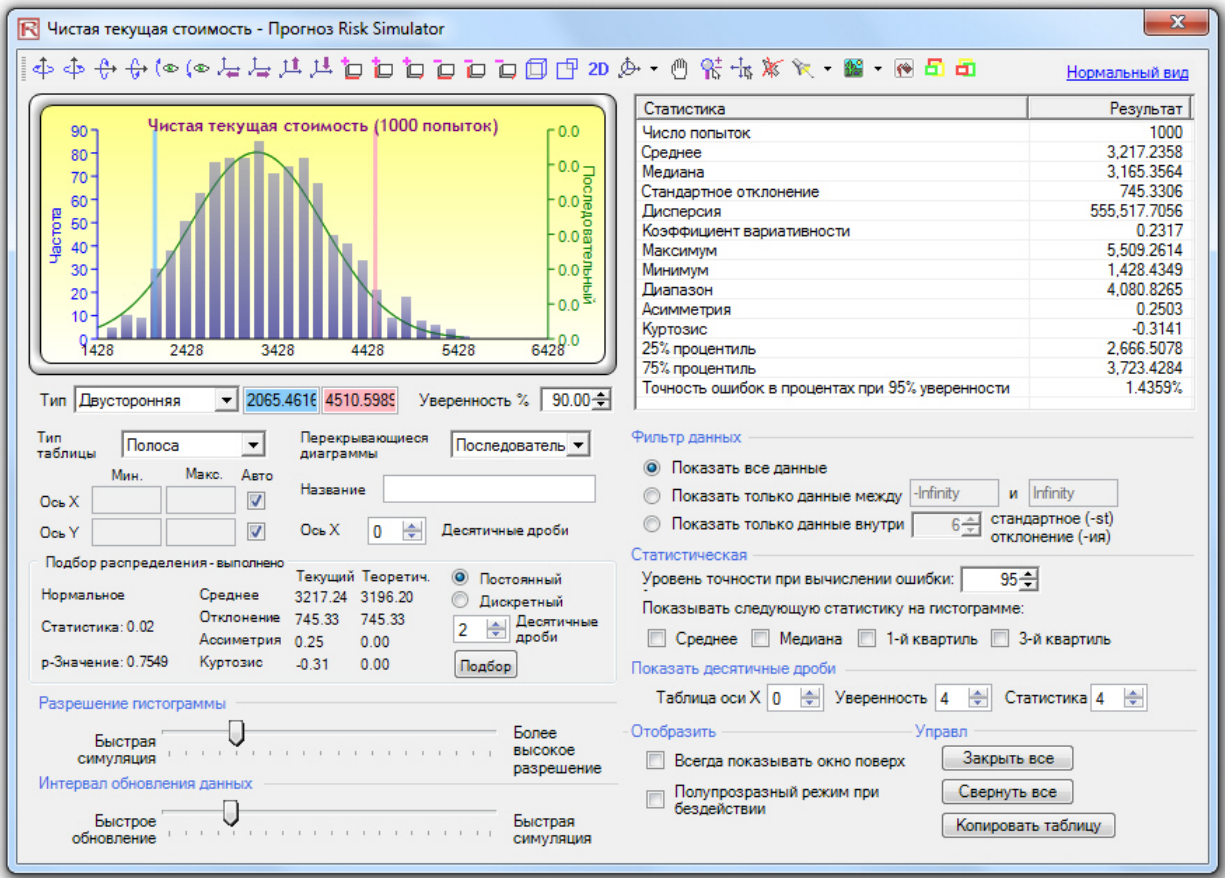 Чистая текущая стоимость - Прогноз Risk Simulator
2D
Нормальный вид
Чистая текущая стоимость (1000 попыток)
Частота
90
80
70
60
50
40
30
20
10
0
1428 2428 3428 4428 5428 6428
0.0
0.0
0.0
0.0
0.0
0.0
0.0
Последовательный
Статистика Результат
Число попыток 1000
Среднее 3,217.2358
Медиана 3,165.3564
Стандартное отклонение 745.3306
Дисперсия 555,517.7056
Коэффициент вариативности 0.2317
Максимум 5,509.2614
Минимум 1,428.4349
Диапазон 4,080.8265
Асимметрия 0.2503
Куртозис -0.3141
25% процентиль 2,666.5078
75% процентиль 3,723.4284
Точность ошибок в процентах при 95% уверенности 1.4359%
Тип Двусторонняя 2065.4616 4510.5989 Уверенность % 90.00
Тип
таблицы
Полоса
Перекрывающиеся
диаграммы
Последователь
Мин. Макс. Авто
Ось X
Ось Y
Название
Ось X 0 Десятичные дроби
Подбор распределения - выполнено
Текущий Теоретич.
Нормальное Среднее 3217.24 3196.20
Отклонение 745.33 745.33
Статистика: 0.02
Ассиметрия 0.25 0.00
p-Значение: 0.7549 Куртозис -0.31 0.00
Постоянный
Дискретный
2 Десятичные
дроби
Подбор
Разрешение гистограммы
Быстрая
симуляция
Более
высокое
разрешение
Интервал обновления данных
Быстрое
обновление
Быстрая
симуляция
Фильтр данных
Показать все данные
Показать только данные между -Infinity и Infinity
Показать только данные внутри 6 стандартное (-st)
отклонение (-ия)
Статистическая
Уровень точности при вычислении ошибки: 95
Показывать следующую статистику на гистограмме:
Среднее Медиана 1-й квартиль 3-й квартиль
Показать десятичные дроби
Таблица оси X 0 Уверенность 4 Статистика 4
Отобразить
Всегда показывать окно поверх
Полупрозразный режим при
бездействии
Управл
Закрыть все
Свернуть все
Копировать таблицу